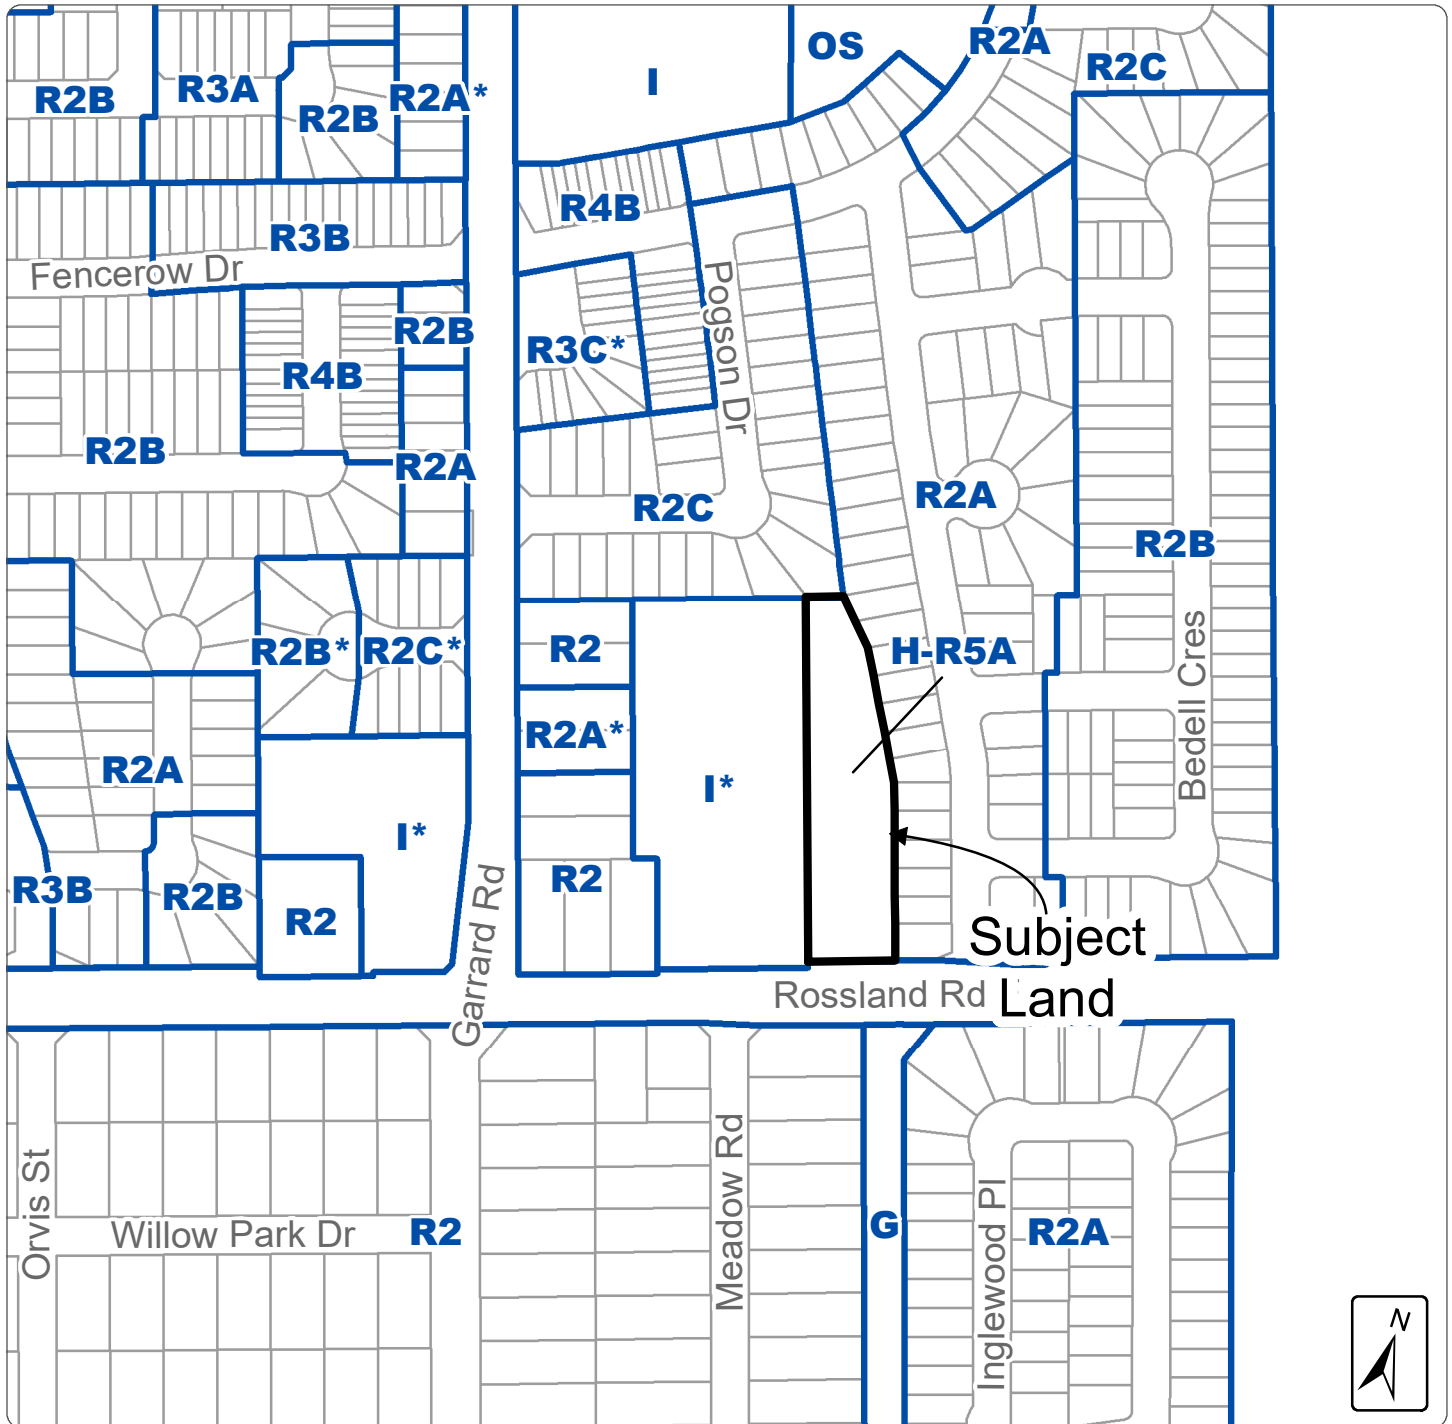 OS
R2A
R2C
I
R2B
R3A
R2B
R2A*
R4B
R3B
Fencerow Dr
Pogson Dr
R2B
R3C*
R4B
R2B
R2A
R2C
R2A
R2B
R2B*
R2C*
R2
H-R5A
Bedell Cres
R2A*
R2A
I*
I*
R3B
R2B
R2
R2
Garrard Rd
Subject
Land
Rossland Rd
Orvis St
Willow Park Dr
R2
Meadow Rd
G
Inglewood Pl
R2A
N